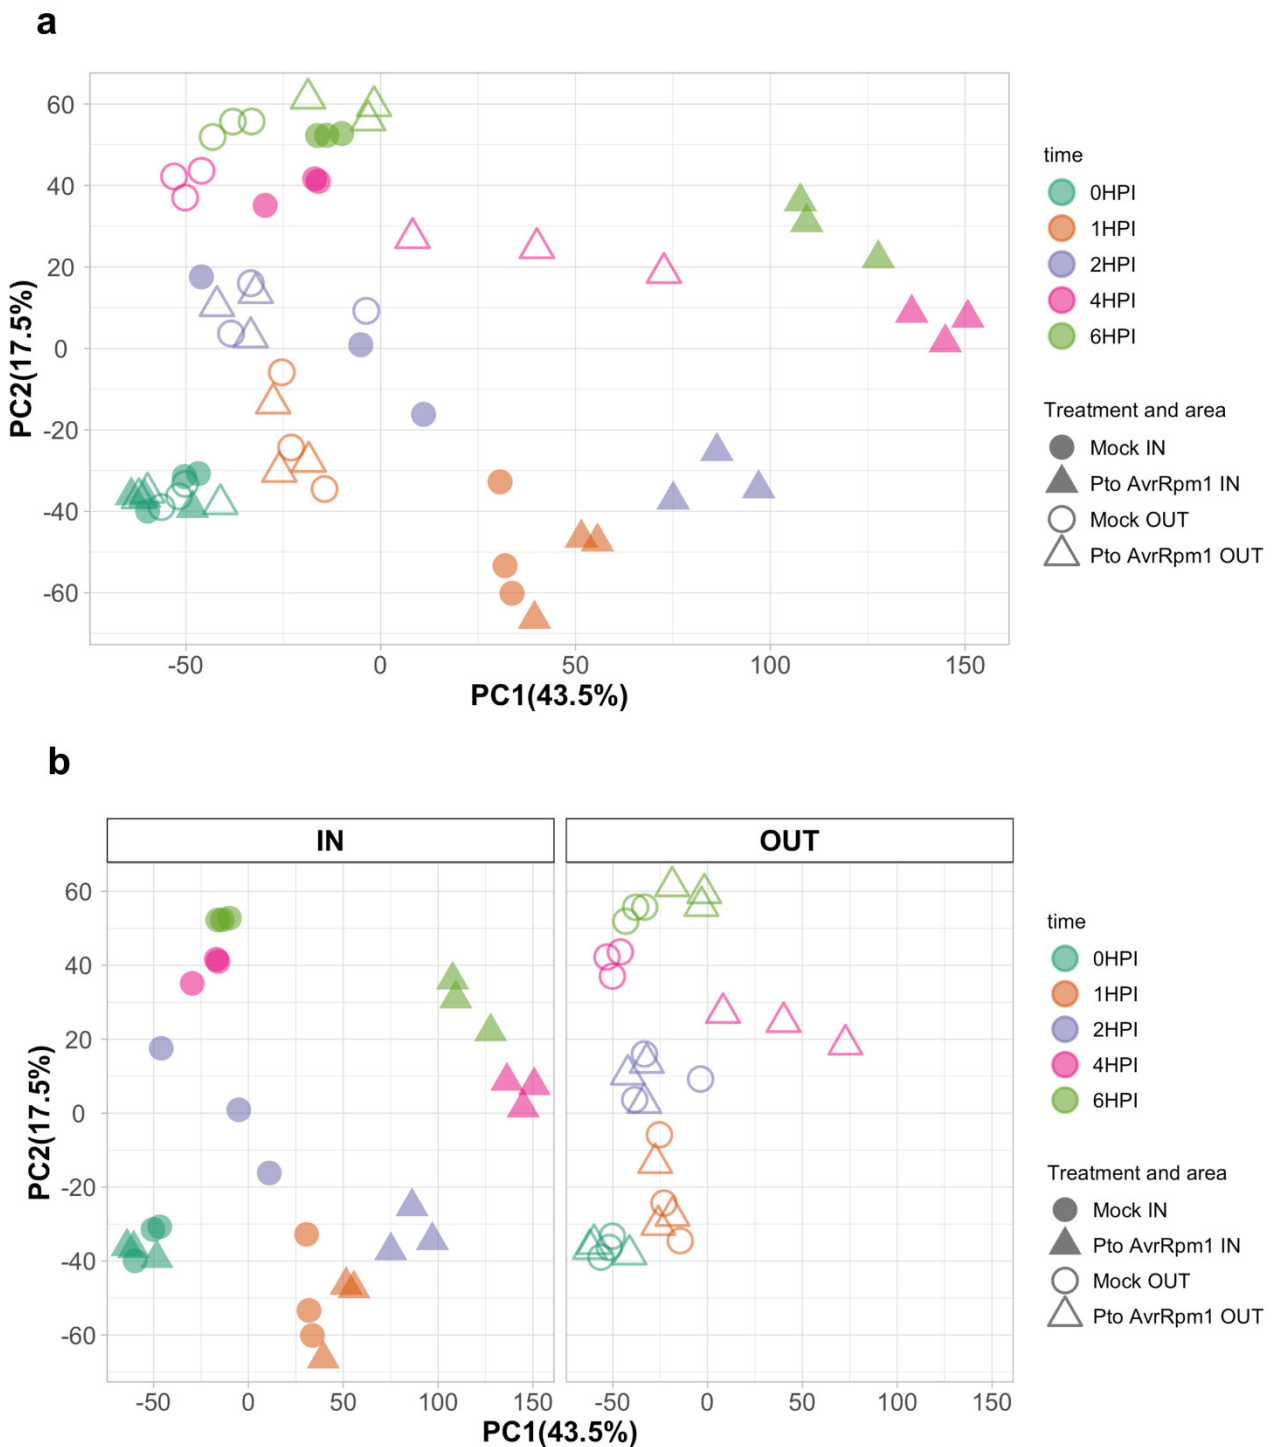 a
60
40
20
0
-20
-40
-60
PC2(17.5%)
-50 0 50 100 150
PC1(43.5%)
time
0HPI
1HPI
2HPI
4HPI
6HPI
Treatment and area
Mock IN
Pto AvrRpm1 IN
Mock OUT
Pto AvrRpm1 OUT
b
IN OUT
60
40
20
0
-20
-40
-60
PC2(17.5%)
-50 0 50 100 150 -50 0 50 100 150
PC1(43.5%)
time
0HPI
1HPI
2HPI
4HPI
6HPI
Treatment and area
Mock IN
Pto AvrRpm1 IN
Mock OUT
Pto AvrRpm1 OUT